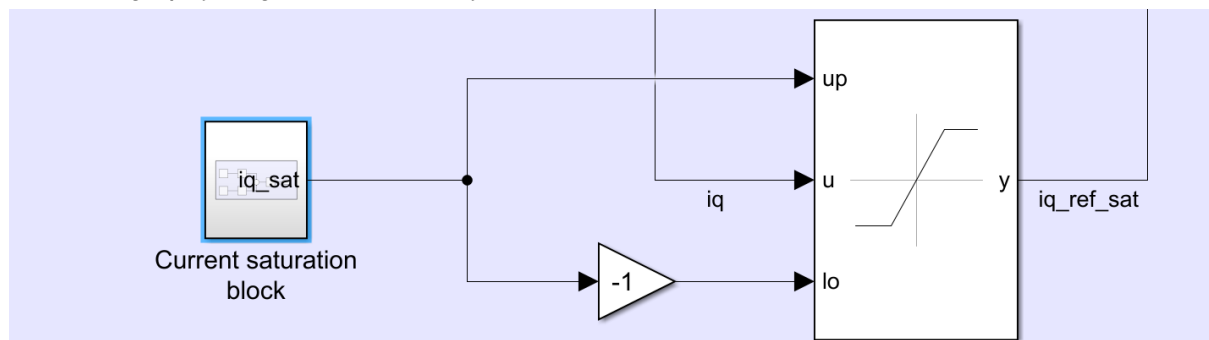 up
iq_sat
u
y
iq
iq_ref_sat
Current saturation
block
-1
lo